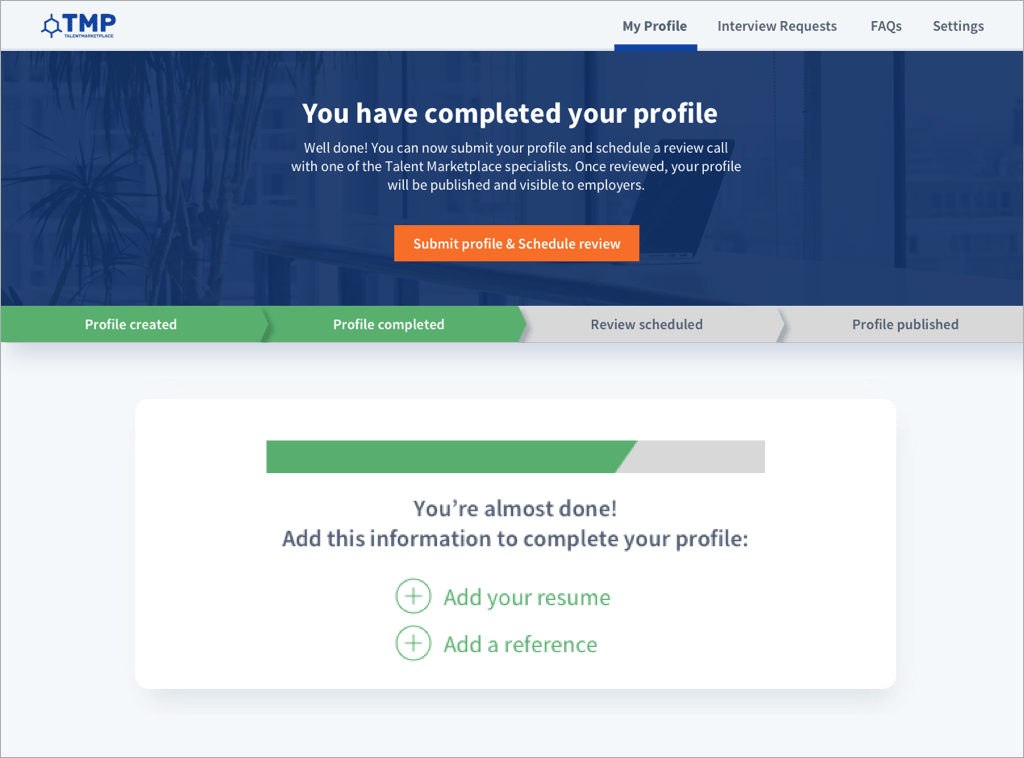 TMP
TALENTMARKETPLACE
My Profile
Interview Requests
FAQs
Settings
You have completed your profile
Well done! You can now submit your profile and schedule a review call
with one of the Talent Marketplace specialists. Once reviewed, your profile
will be published and visible to employers.
Submit profile & Schedule review
Profile created
Profile completed
Review scheduled
Profile published
You’re almost done!
Add this information to complete your profile:
Add your resume
Add a reference